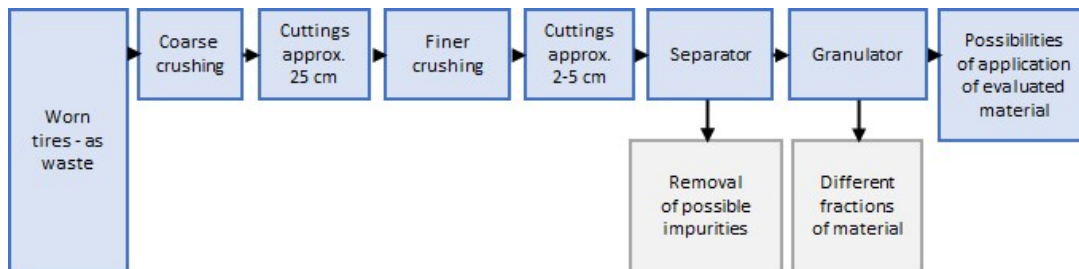 Worn
tires - as
waste
Coarse
crushing
Cuttings
approx.
25 cm
Finer
crushing
Cuttings
approx.
2-5 cm
Separator
Granulator
Possibilities
of application
of evaluated
material
Removal
of possible
impurities
Different
fractions
of material